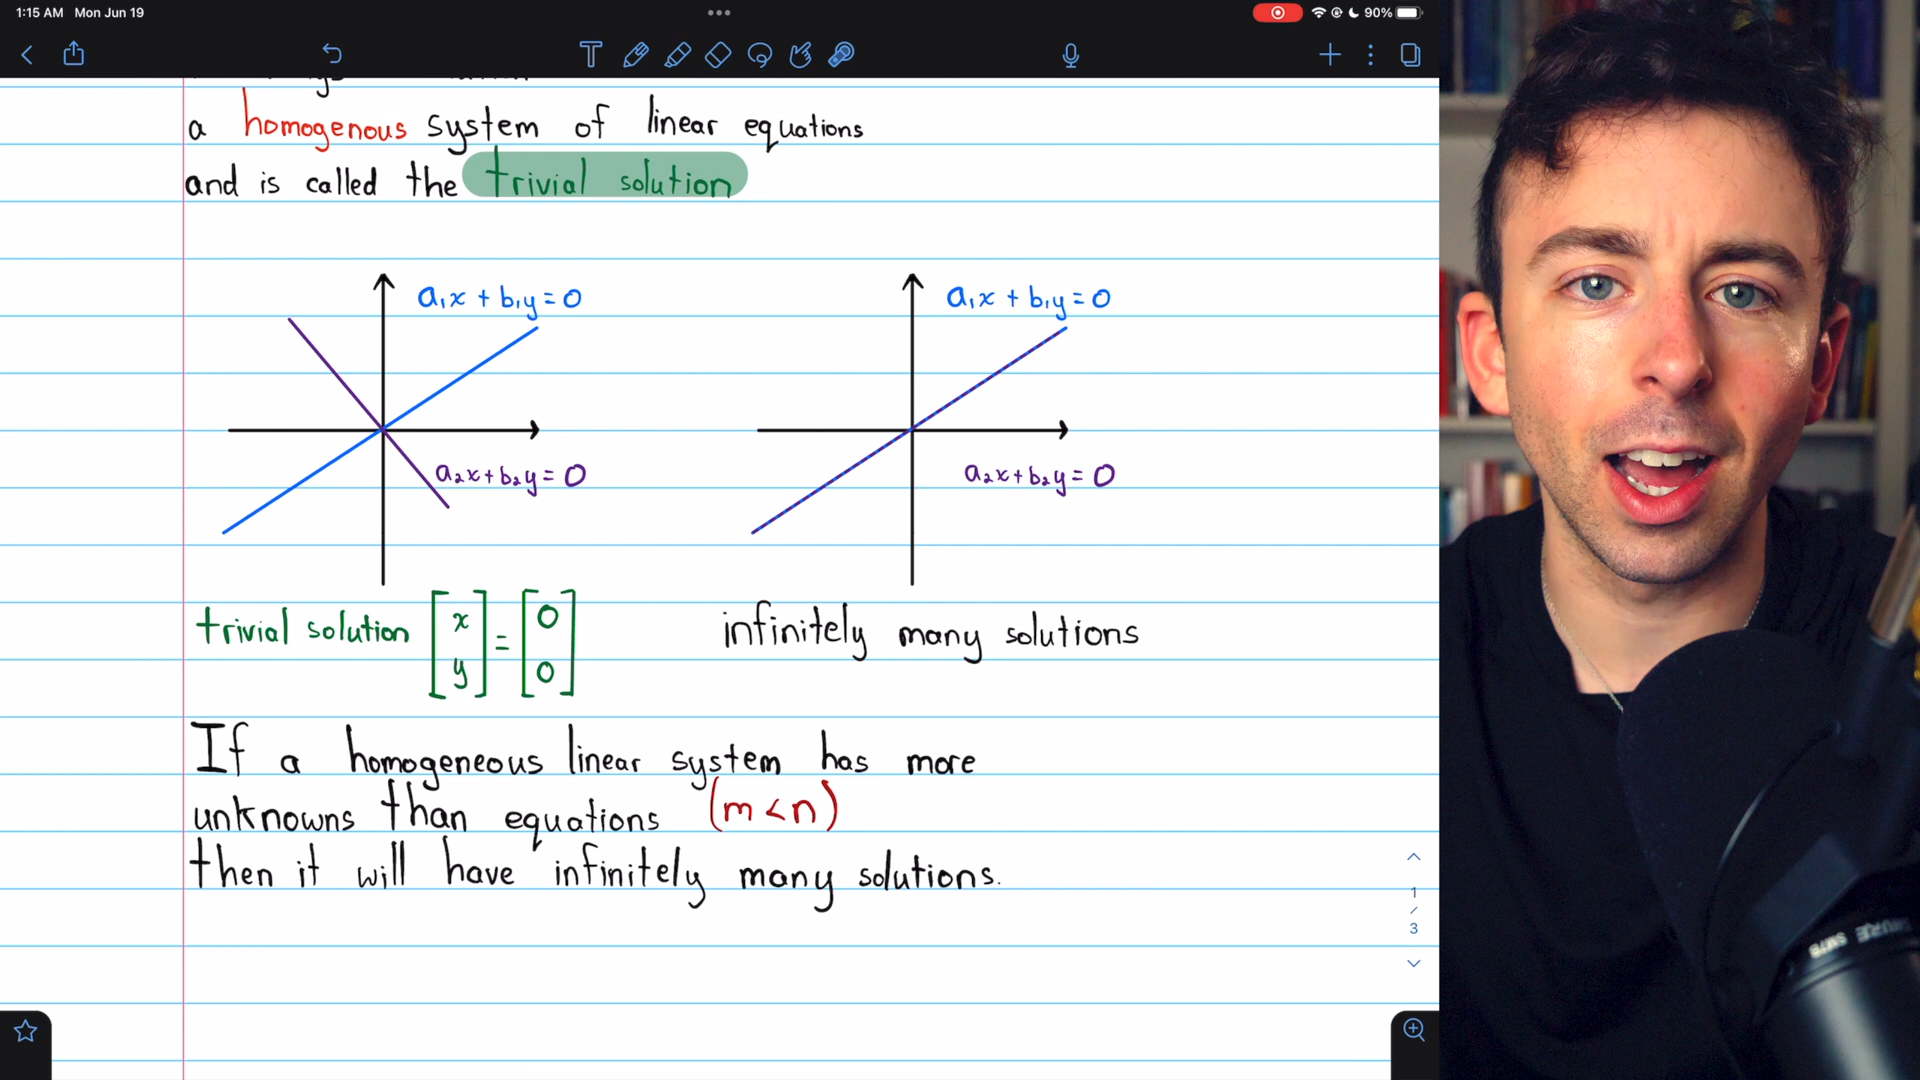 1:15 AM Mon Jun 19
90%
a homogenous system of linear equations
and is called the trivial solution
a₁x + b₁y = 0
a₂x + b₂y = 0
a₁x + b₁y = 0
a₂x + b₂y = 0
trivial solution [x y] = [0 0]
infinitely many solutions
If a homogeneous linear system has more
unknowns than equations (m < n)
then it will have infinitely many solutions.
1
/
3
SHURE SM7B